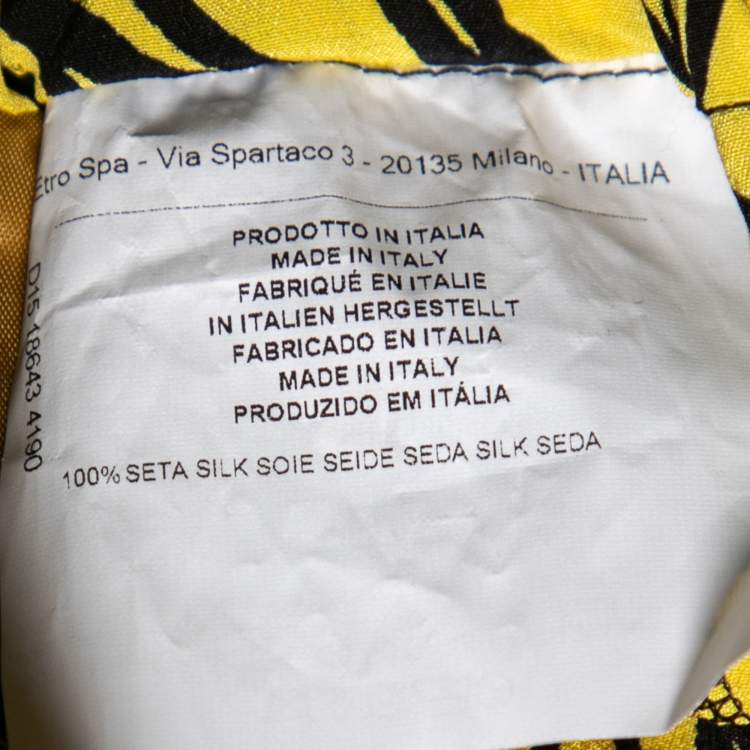 Etro Spa - Via Spartaco 3 - 20135 Milano - ITALIA
PRODOTTO IN ITALIA
MADE IN ITALY
FABRIQUÉ EN ITALIE
IN ITALIEN HERGESTELLT
FABRICADO EN ITALIA
MADE IN ITALY
PRODUZIDO EM ITÁLIA
100% SETA SILK SOIE SEIDE SEDA SILK SEDA
D15 18643 4190